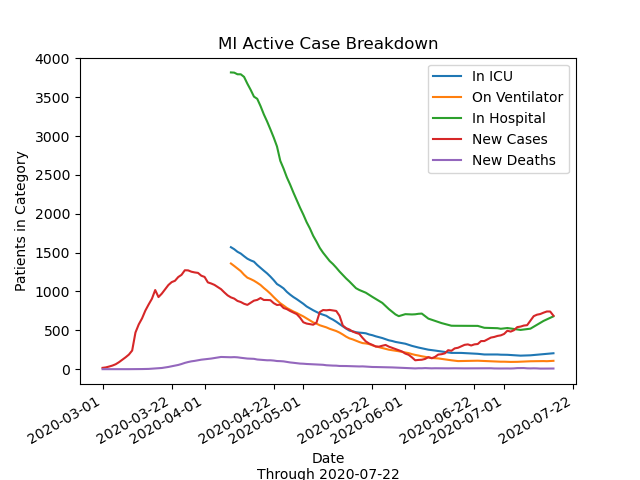 MI Active Case Breakdown
4000
3500
3000
2500
2000
1500
1000
500
0
Patients in Category
In ICU
On Ventilator
In Hospital
New Cases
New Deaths
2020-03-01
2020-03-22
2020-04-01
2020-04-22
2020-05-01
2020-05-22
2020-06-01
2020-06-22
2020-07-01
2020-07-22
Date
Through 2020-07-22